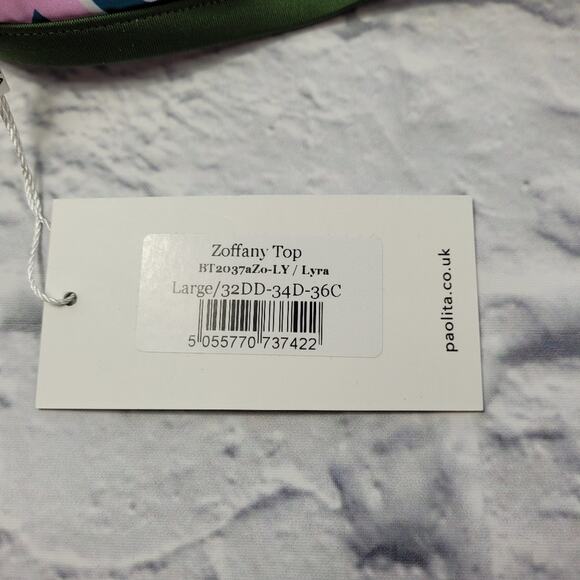 Zoffany Top
BT2037aZo-LY / Lyra
Large/32DD-34D-36C
5 055770 737422
paolita.co.uk